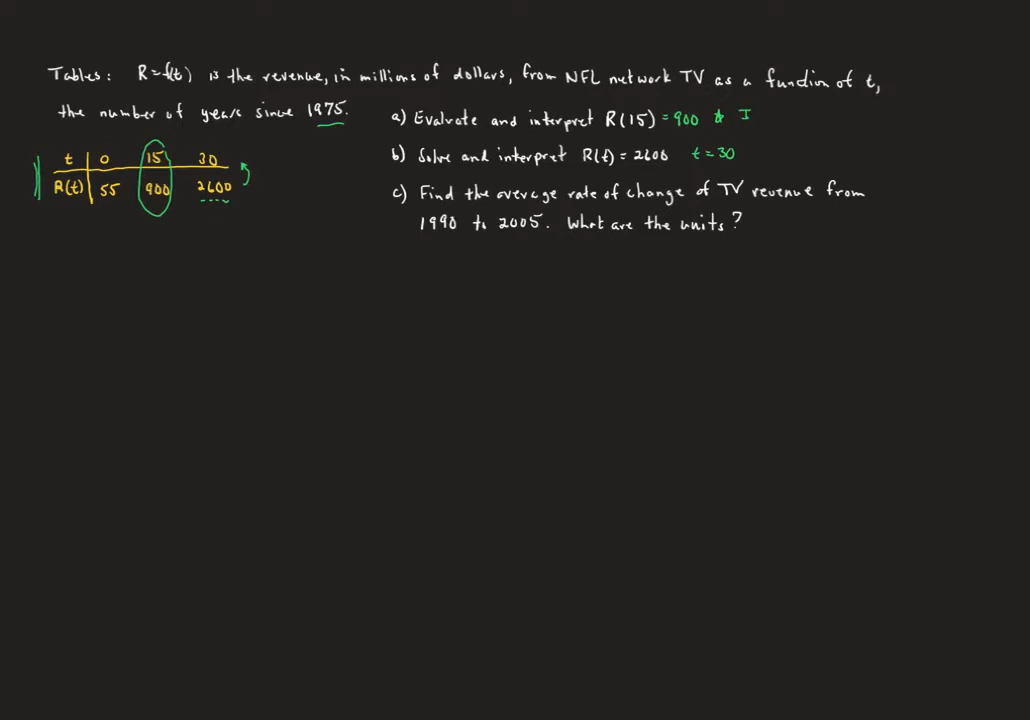 Tables: R=f(t) is the revenue, in millions of dollars, from NFL network TV as a function of t,
the number of years since 1975.
a) Evaluate and interpret R(15) = 900 I
b) Solve and interpret R(t) = 2600 t = 30
t 0 15 30
R(t) 55 900 2600
c) Find the average rate of change of TV revenue from
1990 to 2005. What are the units?